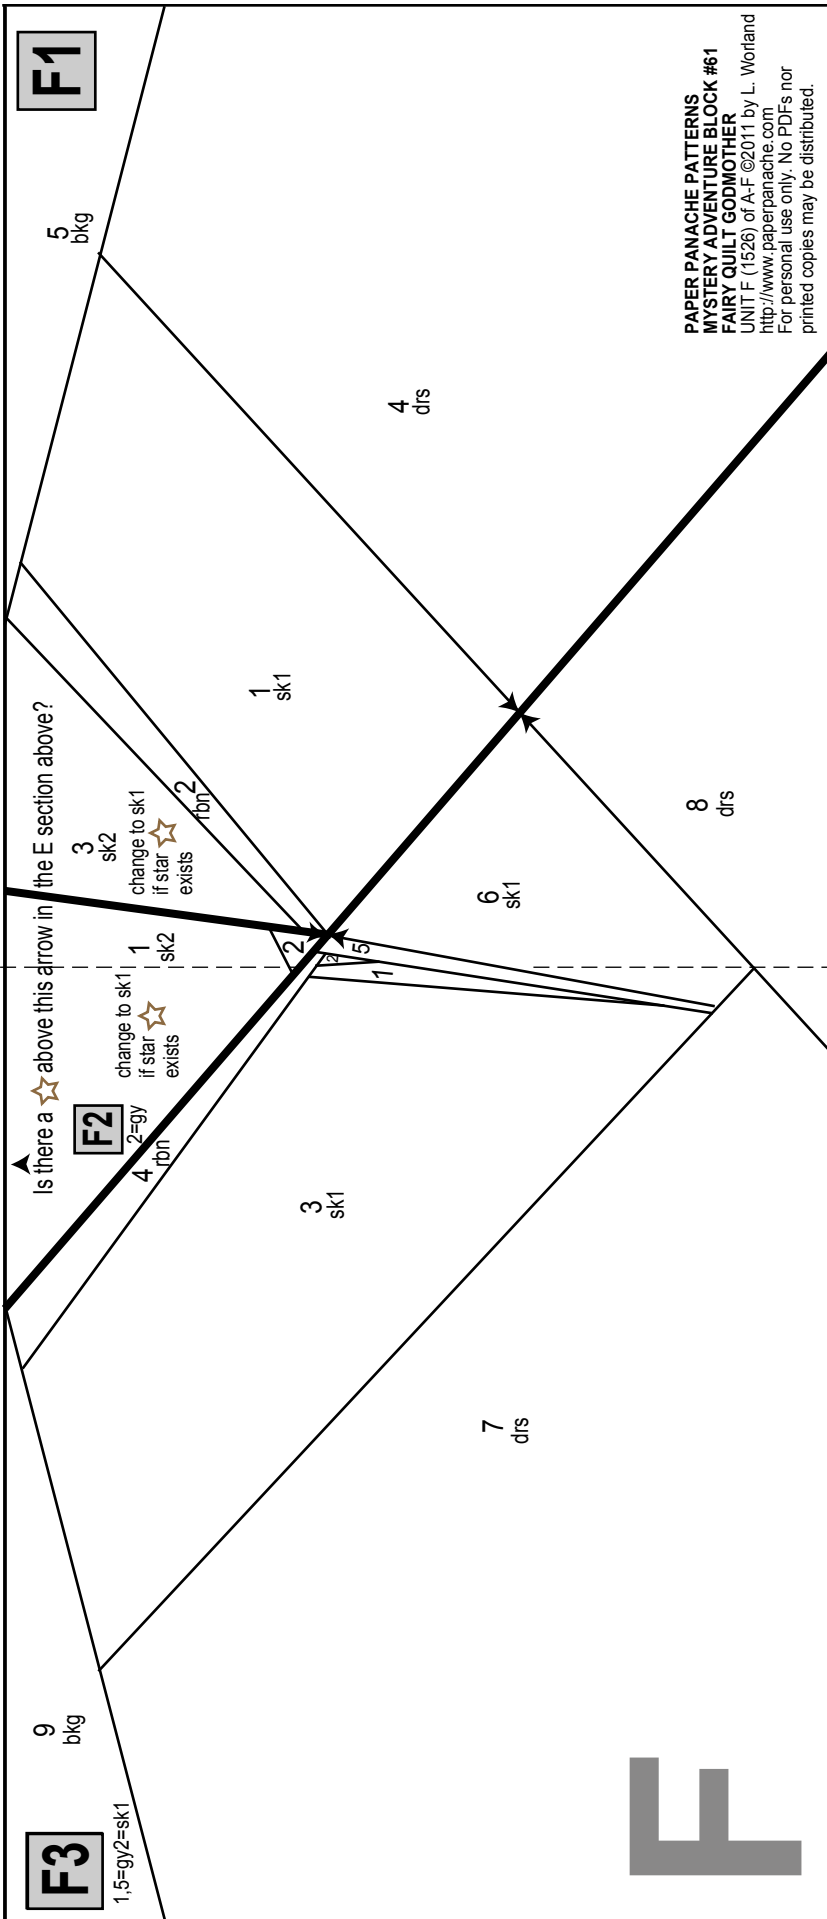 F3
1,5=gy2=sk1
9
bkg
Is there a above this arrow in the E section above?
F2
2=gy
change to sk1
if star
exists
1
sk2
3
sk2
change to sk1
if star
exists
5
bkg
F1
4
rbn
2
2
rbn
1
sk1
3
sk1
2
5
1
4
drs
6
sk1
7
drs
8
drs
F
PAPER PANACHE PATTERNS
MYSTERY ADVENTURE BLOCK #61
FAIRY QUILT GODMOTHER
UNIT F (1526) of A-F ©2011 by L. Worland
http://www.paperpanache.com
For personal use only. No PDFs nor
printed copies may be distributed.